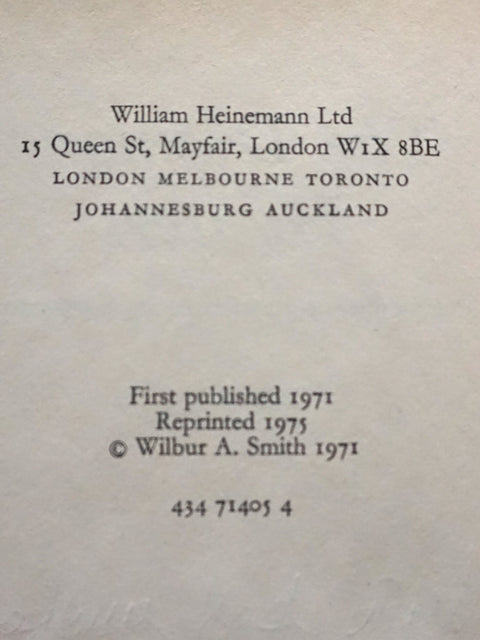 William Heinemann Ltd
15 Queen St, Mayfair, London W1X 8BE
LONDON MELBOURNE TORONTO
JOHANNESBURG AUCKLAND
First published 1971
Reprinted 1975
© Wilbur A. Smith 1971
434 71405 4